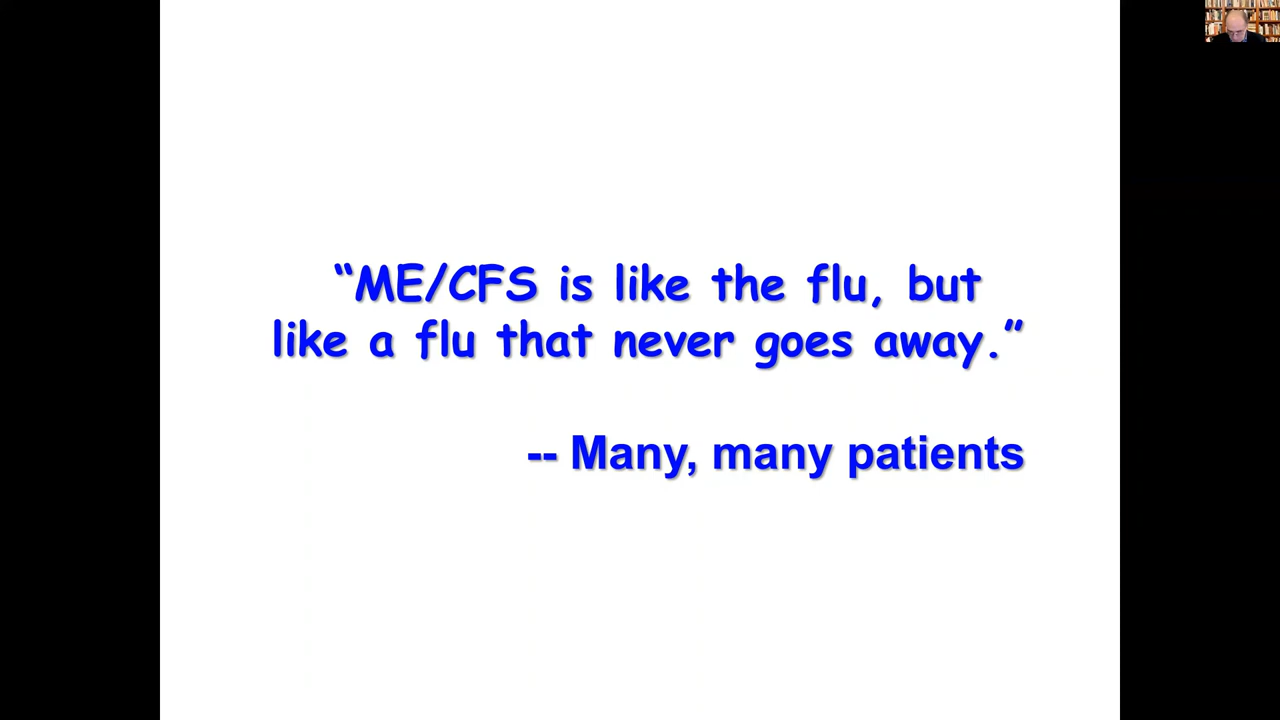 “ME/CFS is like the flu, but
like a flu that never goes away.”
-- Many, many patients